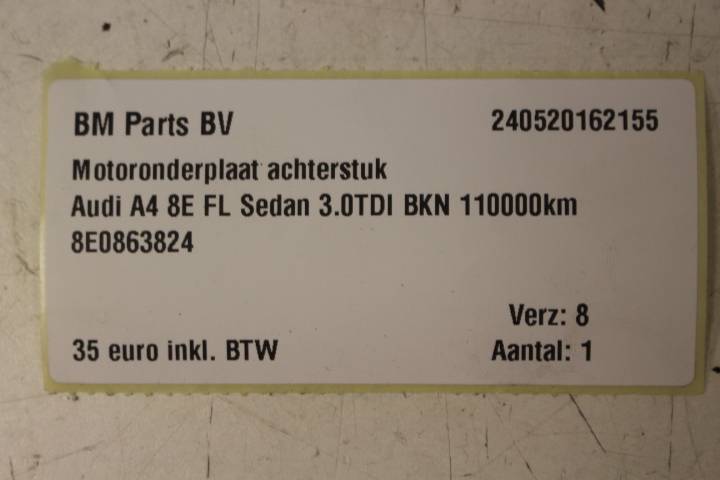 BM Parts BV 240520162155
Motoronderplaat achterstuk
Audi A4 8E FL Sedan 3.0TDI BKN 110000km
8E0863824
Verz: 8
35 euro inkl. BTW Aantal: 1